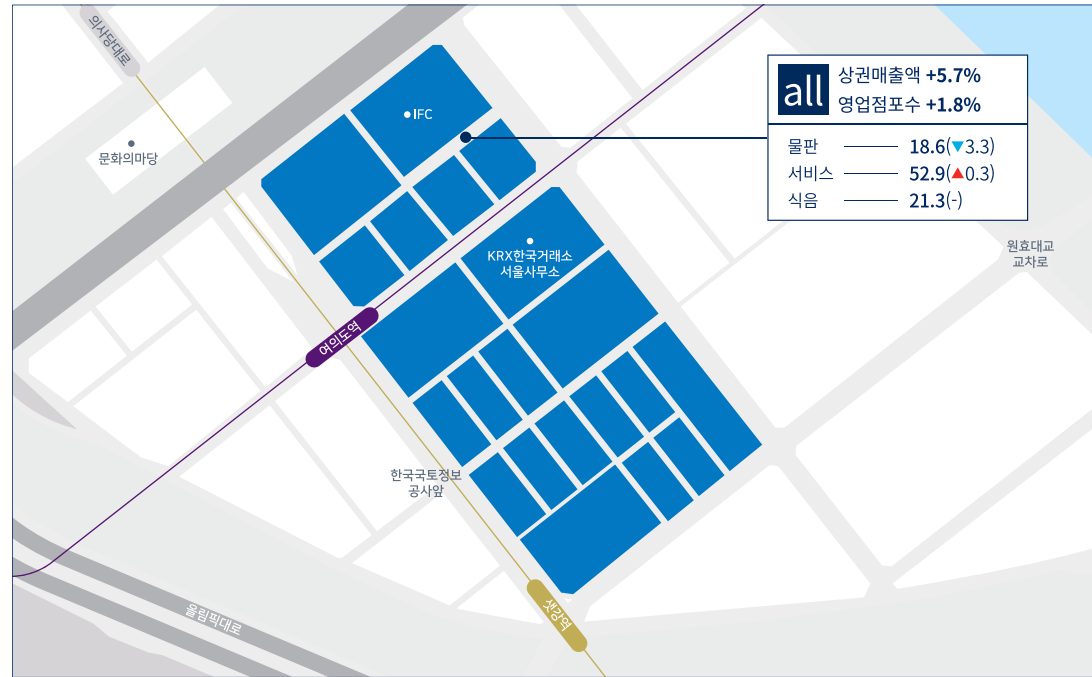 의사당대로
문화의마당
IFC
all
상권매출액 +5.7%
영업점포수 +1.8%
물판 18.6(▼3.3)
서비스 52.9(▲0.3)
식음 21.3(-)
KRX한국거래소
서울사무소
원효대교
교차로
여의도역
한국국토정보
공사앞
샛강역
올림픽대로